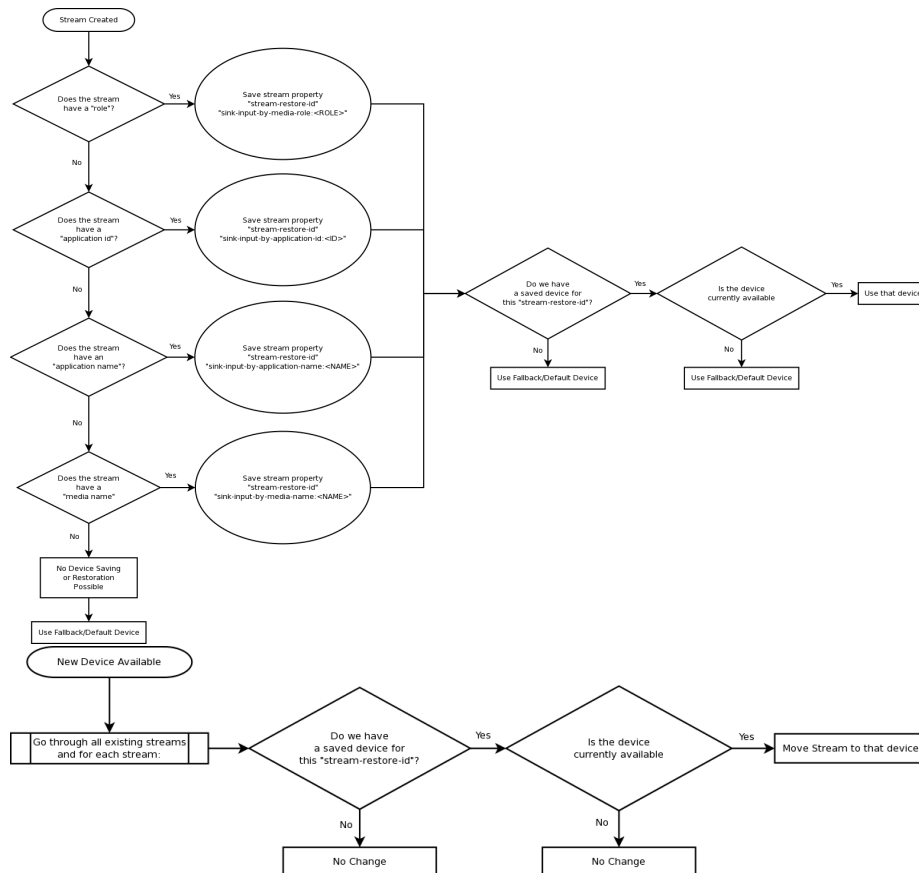 Stream Created
Does the stream
have a "role"?
Yes
Save stream property
"stream-restore-id"
"sink-input-by-media-role:<ROLE>"
No
Does the stream
have a
"application id"?
Yes
Save stream property
"stream-restore-id"
"sink-input-by-application-id:<ID>"
No
Do we have
a saved device for
this "stream-restore-id"?
Yes
Is the device
currently available
Yes
Use that device
No
Use Fallback/Default Device
No
Use Fallback/Default Device
Does the stream
have an
"application name"?
Yes
Save stream property
"stream-restore-id"
"sink-input-by-application-name:<NAME>"
No
Does the stream
have a
"media name"
Yes
Save stream property
"stream-restore-id"
"sink-input-by-media-name:<NAME>"
No
No Device Saving
or Restoration
Possible
Use Fallback/Default Device
New Device Available
Go through all existing streams
and for each stream:
Do we have
a saved device for
this "stream-restore-id"?
Yes
Is the device
currently available
Yes
Move Stream to that device
No
No Change
No
No Change